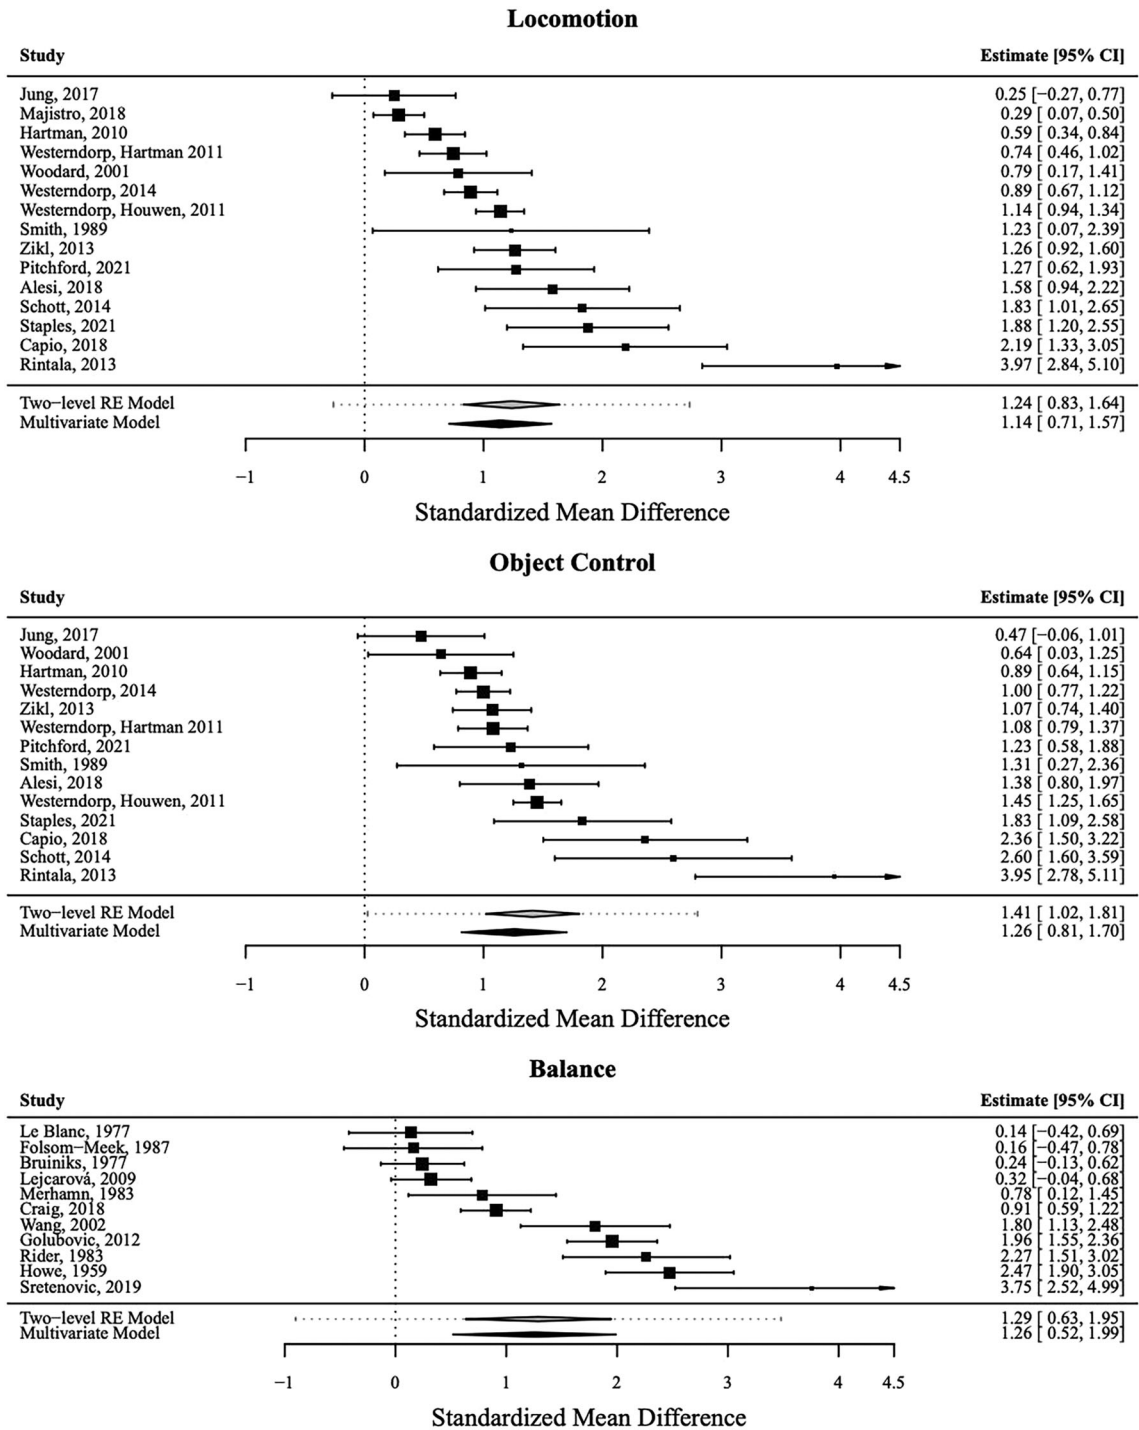 Locomotion
Study Estimate [95% CI]
Jung, 2017 0.25 [−0.27, 0.77]
Majistro, 2018 0.29 [ 0.07, 0.50]
Hartman, 2010 0.59 [ 0.34, 0.84]
Westerndorp, Hartman 2011 0.74 [ 0.46, 1.02]
Woodard, 2001 0.79 [ 0.17, 1.41]
Westerndorp, 2014 0.89 [ 0.67, 1.12]
Westerndorp, Houwen, 2011 1.14 [ 0.94, 1.34]
Smith, 1989 1.23 [ 0.07, 2.39]
Zikl, 2013 1.26 [ 0.92, 1.60]
Pitchford, 2021 1.27 [ 0.62, 1.93]
Alesi, 2018 1.58 [ 0.94, 2.22]
Schott, 2014 1.83 [ 1.01, 2.65]
Staples, 2021 1.88 [ 1.20, 2.55]
Capio, 2018 2.19 [ 1.33, 3.05]
Rintala, 2013 3.97 [ 2.84, 5.10]
Two−level RE Model 1.24 [ 0.83, 1.64]
Multivariate Model 1.14 [ 0.71, 1.57]
−1 0 1 2 3 4 4.5
Standardized Mean Difference
Object Control
Study Estimate [95% CI]
Jung, 2017 0.47 [−0.06, 1.01]
Woodard, 2001 0.64 [ 0.03, 1.25]
Hartman, 2010 0.89 [ 0.64, 1.15]
Westerndorp, 2014 1.00 [ 0.77, 1.22]
Zikl, 2013 1.07 [ 0.74, 1.40]
Westerndorp, Hartman 2011 1.08 [ 0.79, 1.37]
Pitchford, 2021 1.23 [ 0.58, 1.88]
Smith, 1989 1.31 [ 0.27, 2.36]
Alesi, 2018 1.38 [ 0.80, 1.97]
Westerndorp, Houwen, 2011 1.45 [ 1.25, 1.65]
Staples, 2021 1.83 [ 1.09, 2.58]
Capio, 2018 2.36 [ 1.50, 3.22]
Schott, 2014 2.60 [ 1.60, 3.59]
Rintala, 2013 3.95 [ 2.78, 5.11]
Two−level RE Model 1.41 [ 1.02, 1.81]
Multivariate Model 1.26 [ 0.81, 1.70]
−1 0 1 2 3 4 4.5
Standardized Mean Difference
Balance
Study Estimate [95% CI]
Le Blanc, 1977 0.14 [−0.42, 0.69]
Folsom−Meek, 1987 0.16 [−0.47, 0.78]
Bruiniks, 1977 0.24 [−0.13, 0.62]
Lejcarová, 2009 0.32 [−0.04, 0.68]
Merhamn, 1983 0.78 [ 0.12, 1.45]
Craig, 2018 0.91 [ 0.59, 1.22]
Wang, 2002 1.80 [ 1.13, 2.48]
Golubovic, 2012 1.96 [ 1.55, 2.36]
Rider, 1983 2.27 [ 1.51, 3.02]
Howe, 1959 2.47 [ 1.90, 3.05]
Sretenovic, 2019 3.75 [ 2.52, 4.99]
Two−level RE Model 1.29 [ 0.63, 1.95]
Multivariate Model 1.26 [ 0.52, 1.99]
−1 0 1 2 3 4 4.5
Standardized Mean Difference